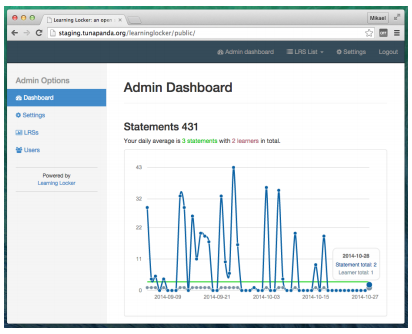 Learning Locker: an open
Mikael
staging.tunapanda.org/learninglocker/public/
Admin dashboard LRS List Settings Logout
Admin Options
Dashboard
Settings
LRSs
Users
Powered by
Learning Locker
Admin Dashboard
Statements 431
Your daily average is 3 statements with 2 learners in total.
43
32
22
11
0
2014-09-09 2014-09-21 2014-10-03 2014-10-15 2014-10-27
2014-10-28
Statement total: 2
Learner total: 1